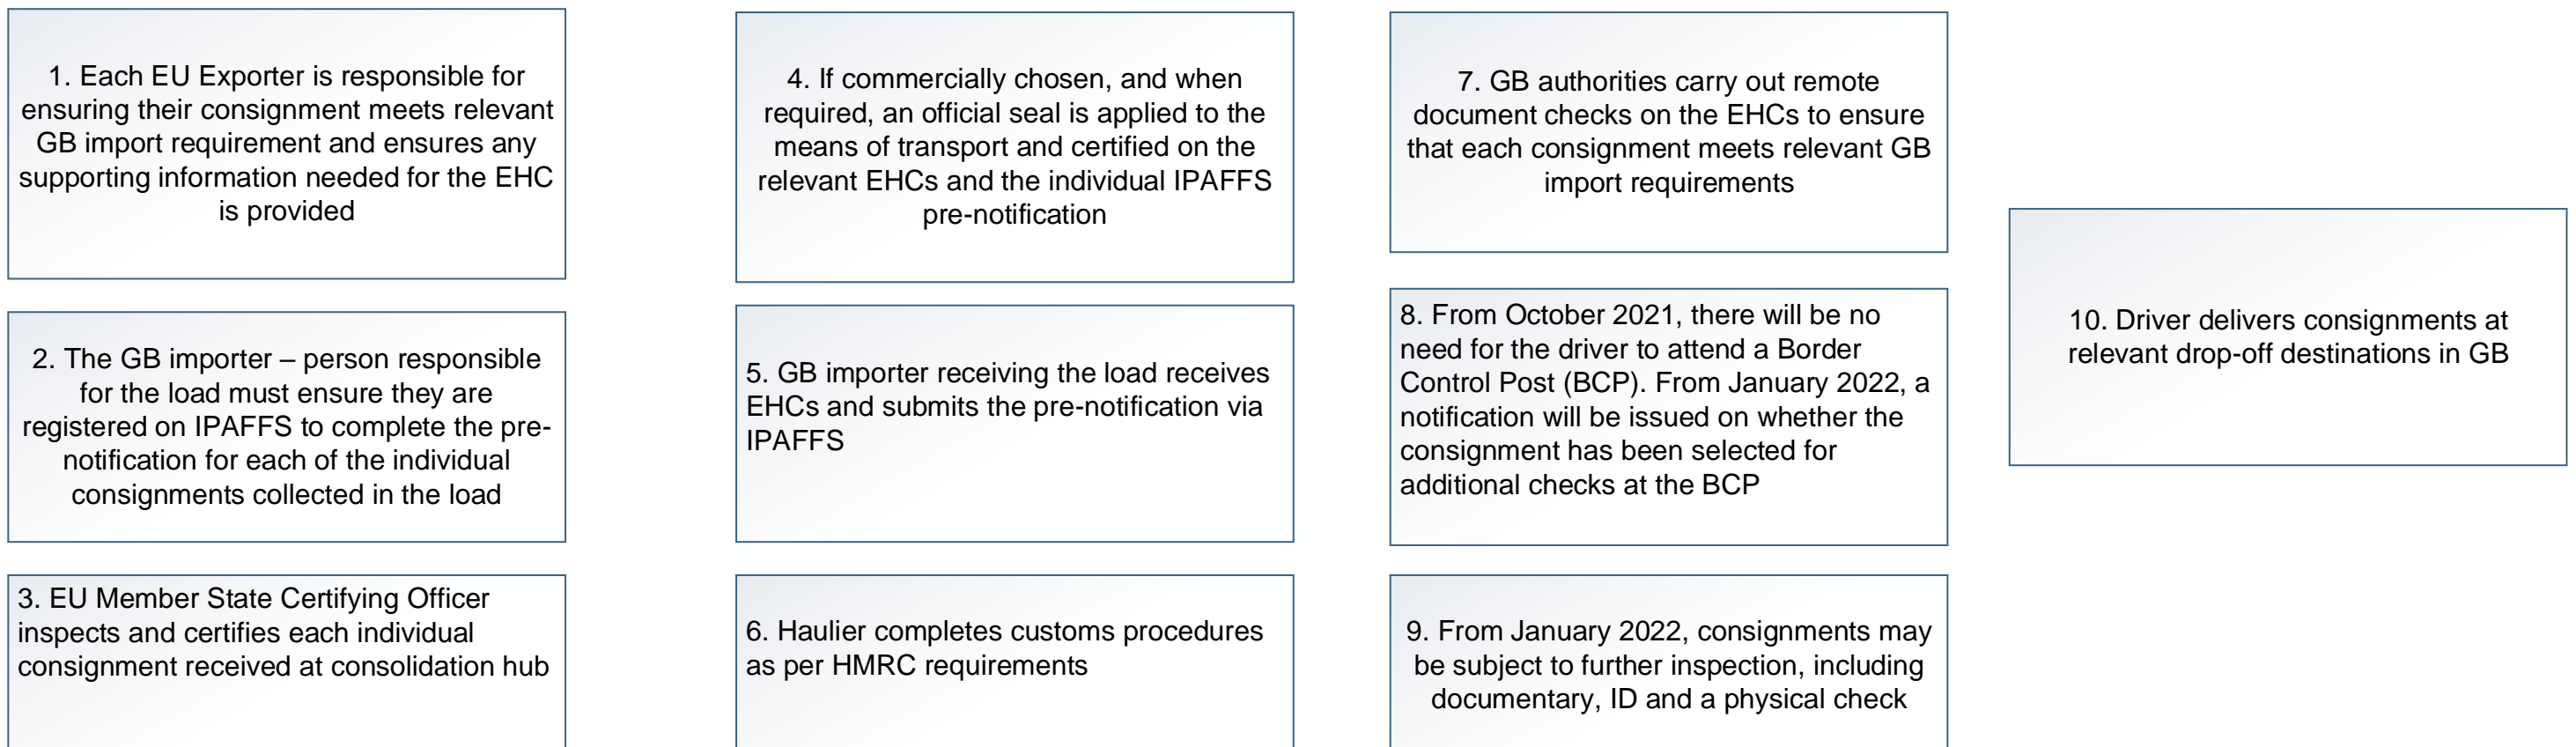 1. Each EU Exporter is responsible for
ensuring their consignment meets relevant
GB import requirement and ensures any
supporting information needed for the EHC
is provided
2. The GB importer – person responsible
for the load must ensure they are
registered on IPAFFS to complete the pre-
notification for each of the individual
consignments collected in the load
3. EU Member State Certifying Officer
inspects and certifies each individual
consignment received at consolidation hub
4. If commercially chosen, and when
required, an official seal is applied to the
means of transport and certified on the
relevant EHCs and the individual IPAFFS
pre-notification
5. GB importer receiving the load receives
EHCs and submits the pre-notification via
IPAFFS
6. Haulier completes customs procedures
as per HMRC requirements
7. GB authorities carry out remote
document checks on the EHCs to ensure
that each consignment meets relevant GB
import requirements
8. From October 2021, there will be no
need for the driver to attend a Border
Control Post (BCP). From January 2022, a
notification will be issued on whether the
consignment has been selected for
additional checks at the BCP
9. From January 2022, consignments may
be subject to further inspection, including
documentary, ID and a physical check
10. Driver delivers consignments at
relevant drop-off destinations in GB